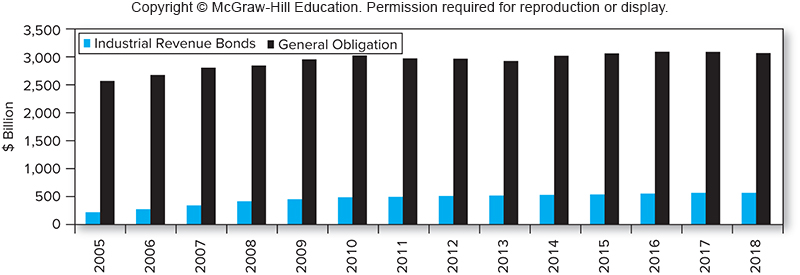 Copyright © McGraw-Hill Education. Permission required for reproduction or display.
3,500
Industrial Revenue Bonds General Obligation
3,000
2,500
2,000
1,500
1,000
500
0
$ Billion
2005 2006 2007 2008 2009 2010 2011 2012 2013 2014 2015 2016 2017 2018